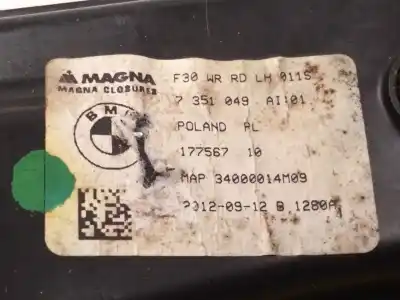 MAGNA
MAGNA CLOSURES
F30 WR RD LH 0115
7 351 049 AI:01
BM
POLAND PL
177567 10
MAP 34000014M09
2012-09-12 B 1280A